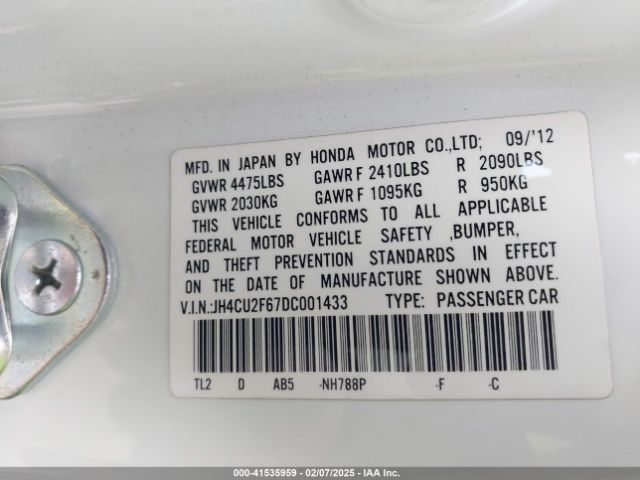 MFD. IN JAPAN BY HONDA MOTOR CO.,LTD; 09/'12
GVWR 4475LBS GAWR F 2410LBS R 2090LBS
GVWR 2030KG GAWR F 1095KG R 950KG
THIS VEHICLE CONFORMS TO ALL APPLICABLE
FEDERAL MOTOR VEHICLE SAFETY ,BUMPER,
AND THEFT PREVENTION STANDARDS IN EFFECT
ON THE DATE OF MANUFACTURE SHOWN ABOVE.
V.I.N.:JH4CU2F67DC001433 TYPE: PASSENGER CAR
TL2 D AB5 -NH788P -F -C
00-41535959 - 02/07/2025 - IAA Inc.